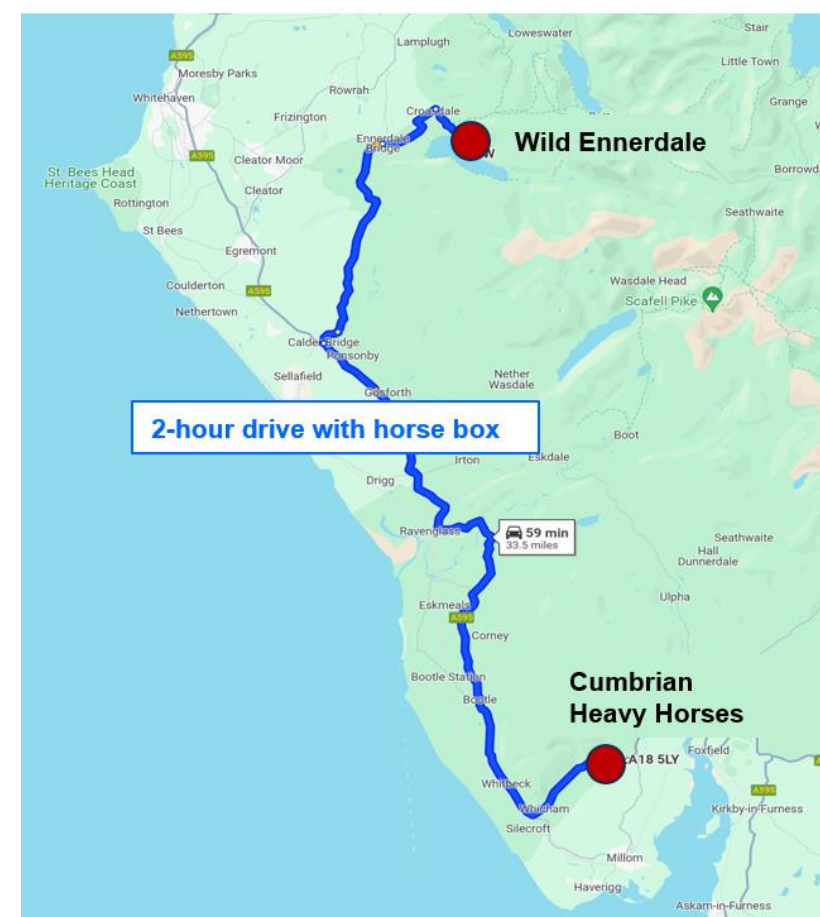 Loweswater
Stair
Lamplugh
A595
Little Town
Moresby Parks
Rowrah
Whitehaven
Grange
Frizington
Croasdale
Ennerdale
Bridge
Wild Ennerdale
W
A595
Cleator Moor
Borrowda
St. Bees Head
Heritage Coast
Cleator
Rottington
Seathwaite
St Bees
Egremont
Wasdale Head
Coulderton
A595
Scafell Pike
Nethertown
Calder Bridge
Ponsonby
Sellafield
Nether
Wasdale
Gosforth
2-hour drive with horse box
Boot
Irton
Eskdale
Drigg
Ravenglass
59 min
33.5 miles
Seathwaite
Hall
Dunnerdale
Ulpha
Eskmeals
A595
Corney
Bootle Station
Cumbrian
Heavy Horses
Bootle
Foxfield
A18 5LY
Whitbeck
A595
Whicham
Kirkby-in-Furness
Silecroft
Millom
Haverigg
Askam-in-Furness